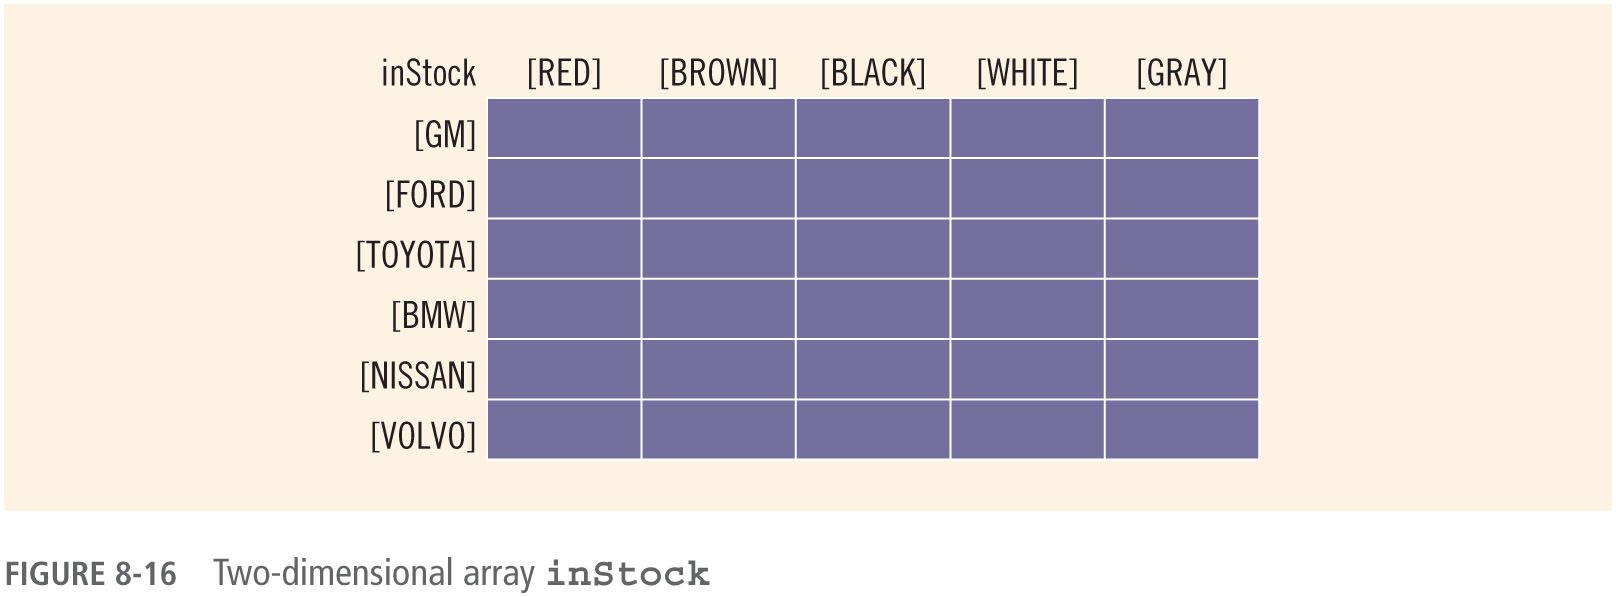 inStock [RED] [BROWN] [BLACK] [WHITE] [GRAY]
[GM]
[FORD]
[TOYOTA]
[BMW]
[NISSAN]
[VOLVO]
FIGURE 8-16 Two-dimensional array inStock